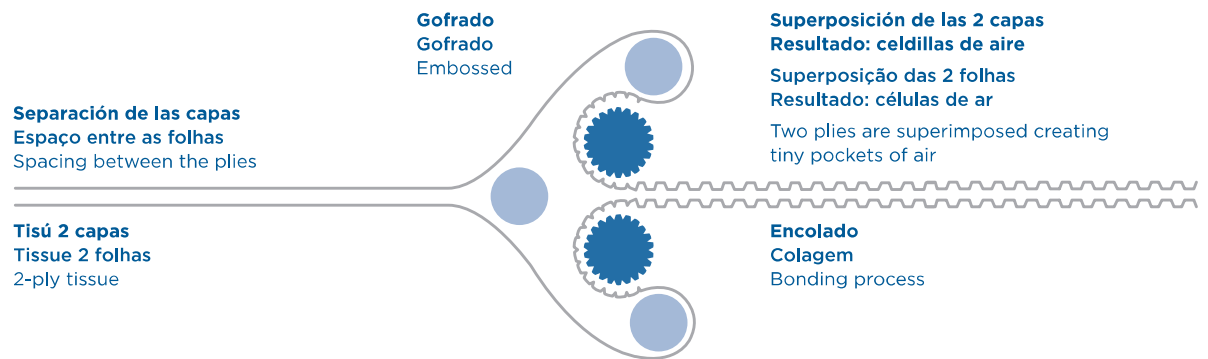 Gofrado
Gofrado
Embossed
Superposición de las 2 capas
Resultado: celdillas de aire
Superposição das 2 folhas
Resultado: células de ar
Two plies are superimposed creating
tiny pockets of air
Separación de las capas
Espaço entre as folhas
Spacing between the plies
Tisú 2 capas
Tissue 2 folhas
2-ply tissue
Encolado
Colagem
Bonding process